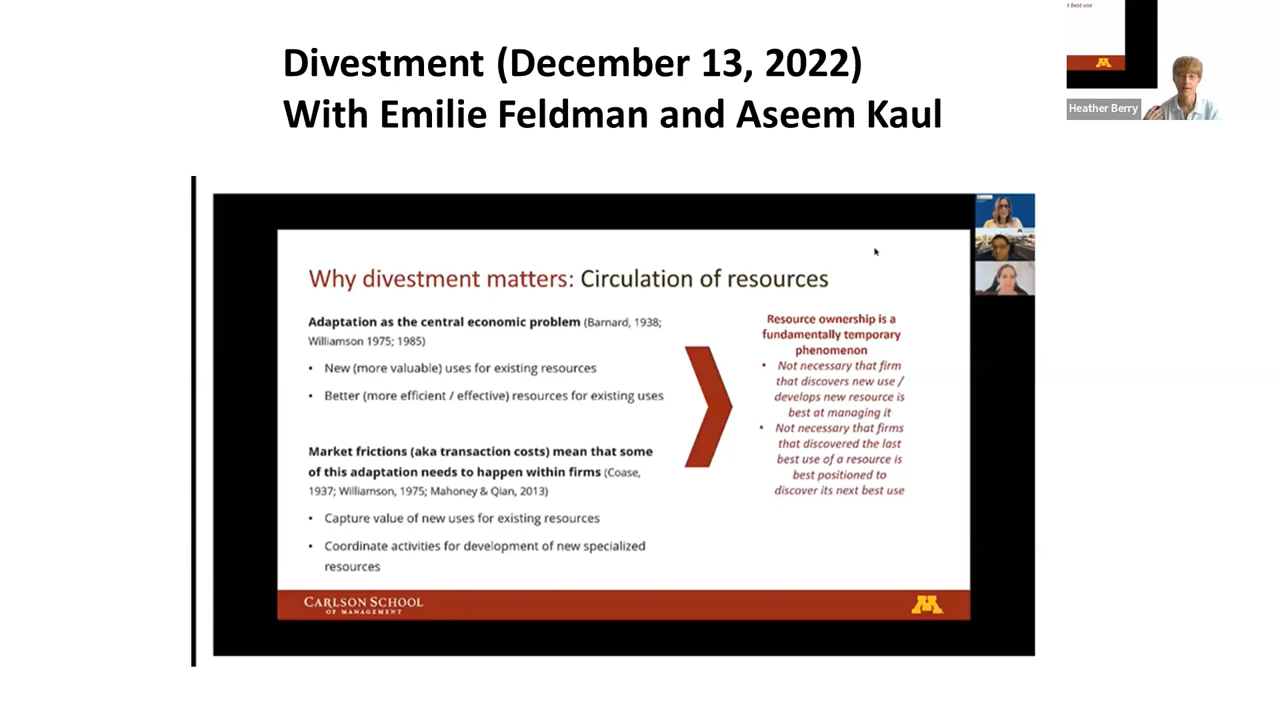 t best use
Heather Berry
Divestment (December 13, 2022)
With Emilie Feldman and Aseem Kaul
Why divestment matters: Circulation of resources
Adaptation as the central economic problem (Barnard, 1938;
Williamson 1975; 1985)
• New (more valuable) uses for existing resources
• Better (more efficient / effective) resources for existing uses
Market frictions (aka transaction costs) mean that some
of this adaptation needs to happen within firms (Coase,
1937; Williamson, 1975; Mahoney & Qian, 2013)
• Capture value of new uses for existing resources
• Coordinate activities for development of new specialized
resources
Resource ownership is a
fundamentally temporary
phenomenon
• Not necessary that firm
that discovers new use /
develops new resource is
best at managing it
• Not necessary that firms
that discovered the last
best use of a resource is
best positioned to
discover its next best use
CARLSON SCHOOL
OF MANAGEMENT
M